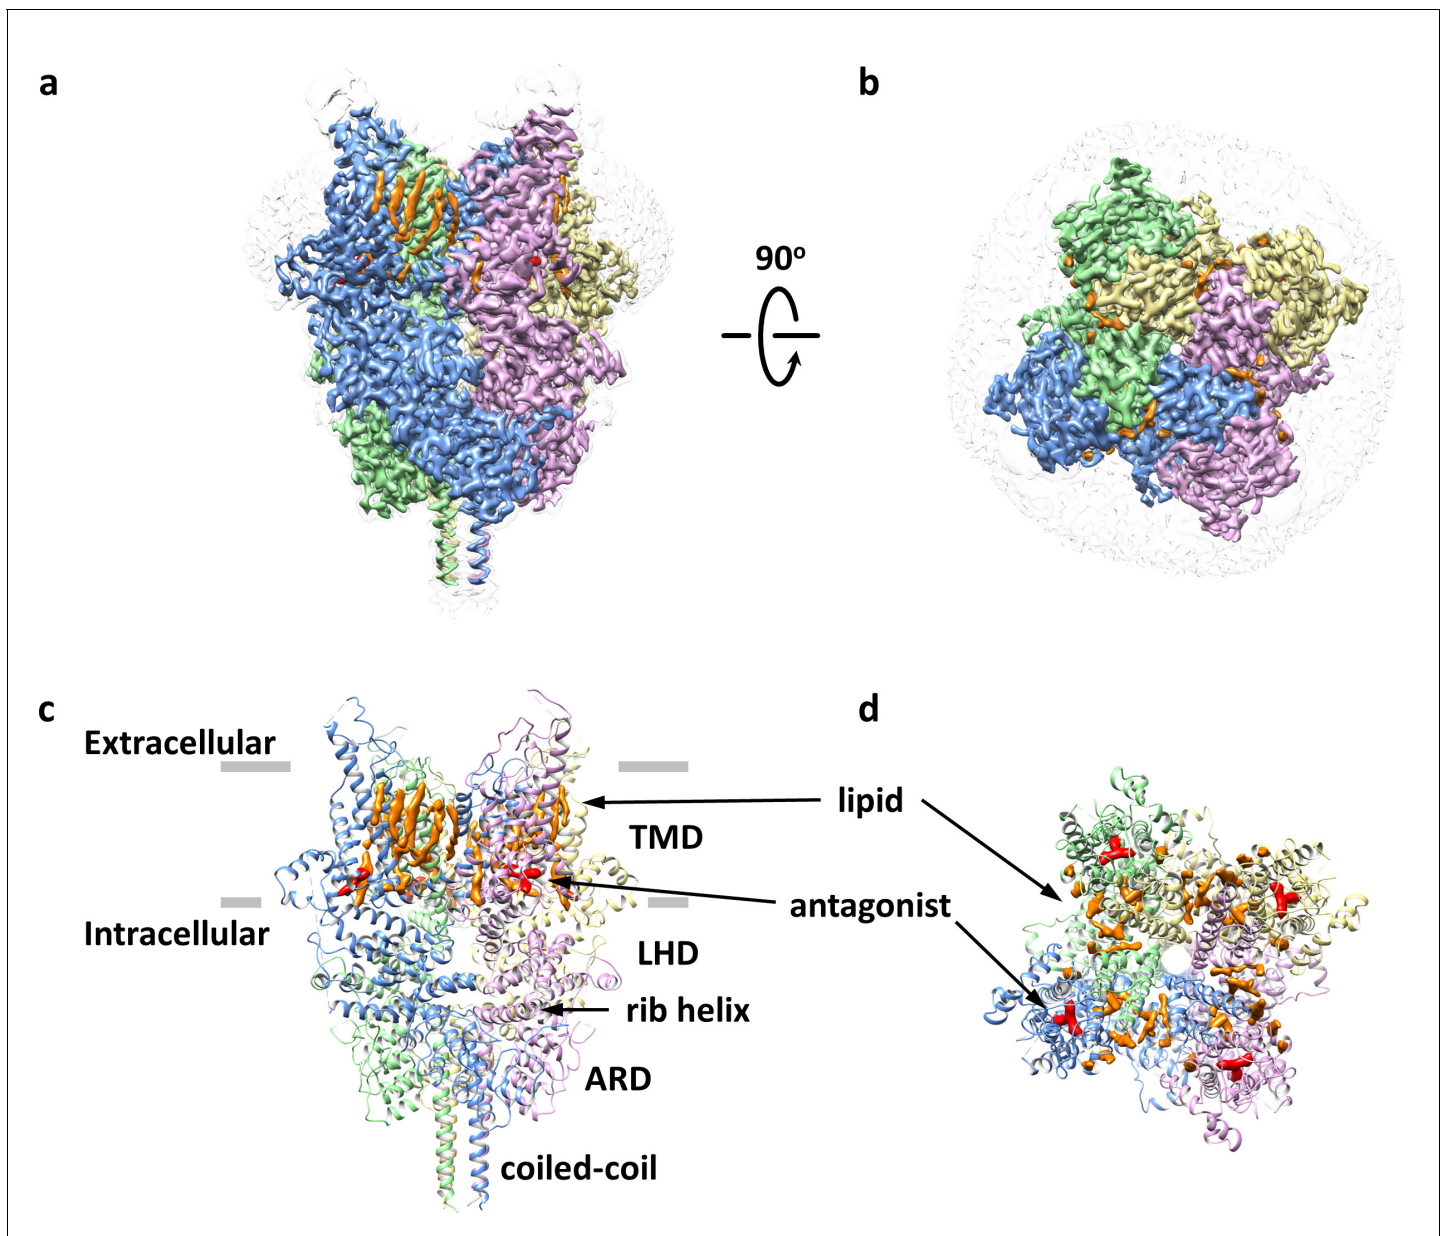 a
b
90°
c
d
Extracellular
lipid
TMD
antagonist
Intracellular
LHD
rib helix
ARD
coiled-coil